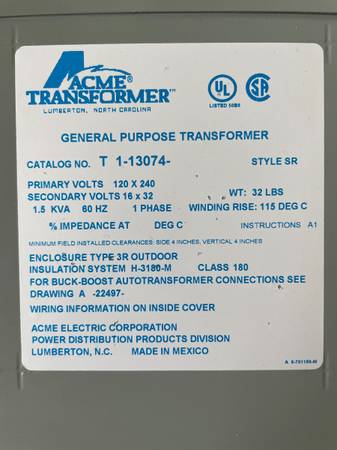 ACME®
TRANSFORMER™
LUMBERTON, NORTH CAROLINA
UL
LISTED 50BS
SA
GENERAL PURPOSE TRANSFORMER
CATALOG NO. T 1-13074- STYLE SR
PRIMARY VOLTS 120 X 240
SECONDARY VOLTS 16 x 32 WT: 32 LBS
1.5 KVA 60 HZ 1 PHASE WINDING RISE: 115 DEG C
% IMPEDANCE AT DEG C INSTRUCTIONS A1
MINIMUM FIELD INSTALLED CLEARANCES: SIDE 4 INCHES, VERTICAL 4 INCHES
ENCLOSURE TYPE 3R OUTDOOR
INSULATION SYSTEM H-3180-M CLASS 180
FOR BUCK-BOOST AUTOTRANSFORMER CONNECTIONS SEE
DRAWING A -22497-
WIRING INFORMATION ON INSIDE COVER
ACME ELECTRIC CORPORATION
POWER DISTRIBUTION PRODUCTS DIVISION
LUMBERTON, N.C. MADE IN MEXICO